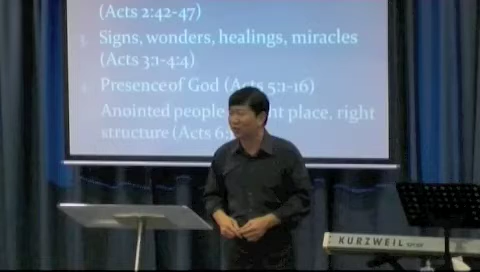 (Acts 2:42-47)
3. Signs, wonders, healings, miracles
(Acts 3:1-4:4)
Presence of God (Acts 5:1-16)
Anointed people, place, right
structure (Acts 6:
KURZWEIL